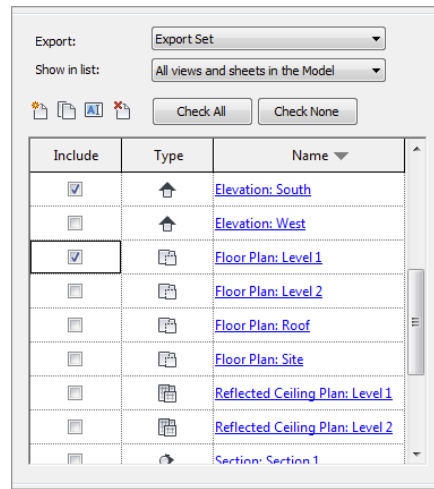 Export: Export Set
Show in list: All views and sheets in the Model
AI Check All Check None
Include Type Name
Elevation: South
Elevation: West
Floor Plan: Level 1
Floor Plan: Level 2
Floor Plan: Roof
Floor Plan: Site
Reflected Ceiling Plan: Level 1
Reflected Ceiling Plan: Level 2
Section: Section 1